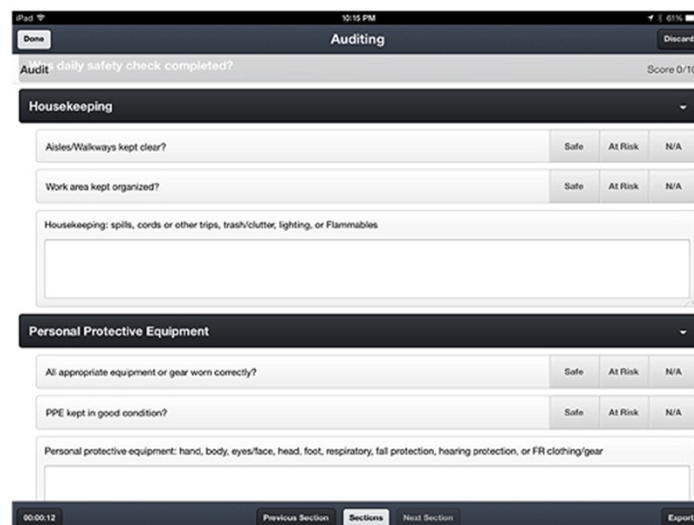 iPad 10:15 PM 61%
Done Auditing Discard
Was daily safety check completed?
Audit Score 0/10
Housekeeping
Aisles/Walkways kept clear? Safe At Risk N/A
Work area kept organized? Safe At Risk N/A
Housekeeping: spills, cords or other trips, trash/clutter, lighting, or Flammables
Personal Protective Equipment
All appropriate equipment or gear worn correctly? Safe At Risk N/A
PPE kept in good condition? Safe At Risk N/A
Personal protective equipment: hand, body, eyes/face, head, foot, respiratory, fall protection, hearing protection, or FR clothing/gear
00:00:12 Previous Section Sections Next Section Export